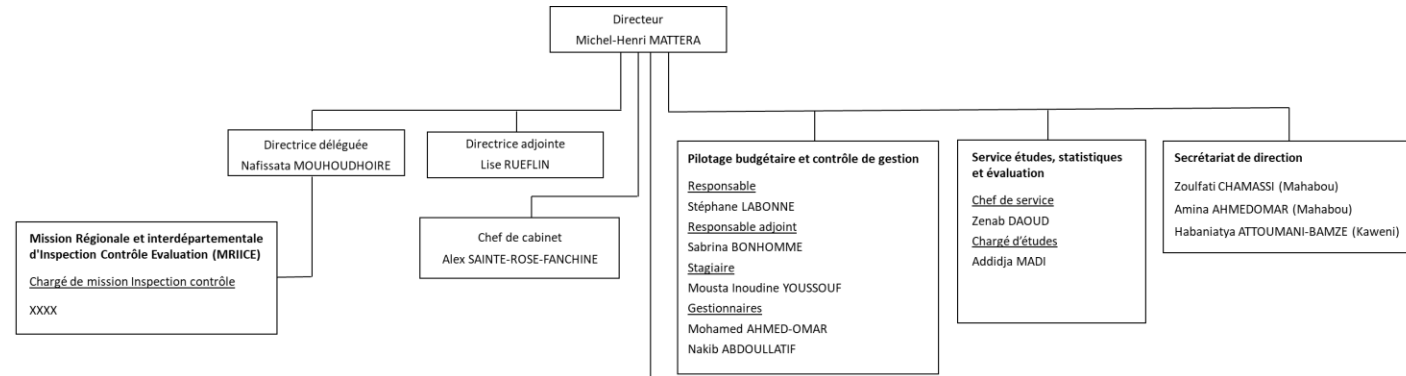 Directeur
Michel-Henri MATTERA
Directrice déléguée
Nafissata MOUHOUDHOIRE
Directrice adjointe
Lise RUEFLIN
Chef de cabinet
Alex SAINTE-ROSE-FANCHINE
Mission Régionale et interdépartementale
d'Inspection Contrôle Evaluation (MRIICE)
Chargé de mission Inspection contrôle
XXXX
Pilotage budgétaire et contrôle de gestion
Responsable
Stéphane LABONNE
Responsable adjoint
Sabrina BONHOMME
Stagiaire
Mousta Inoudine YOUSSOUF
Gestionnaires
Mohamed AHMED-OMAR
Nakib ABDOULLATIF
Service études, statistiques
et évaluation
Chef de service
Zenab DAOUD
Chargé d'études
Addidja MADI
Secrétariat de direction
Zoulfati CHAMASSI (Mahabou)
Amina AHMEDOMAR (Mahabou)
Habaniatya ATTOUMANI-BAMZE (Kaweni)